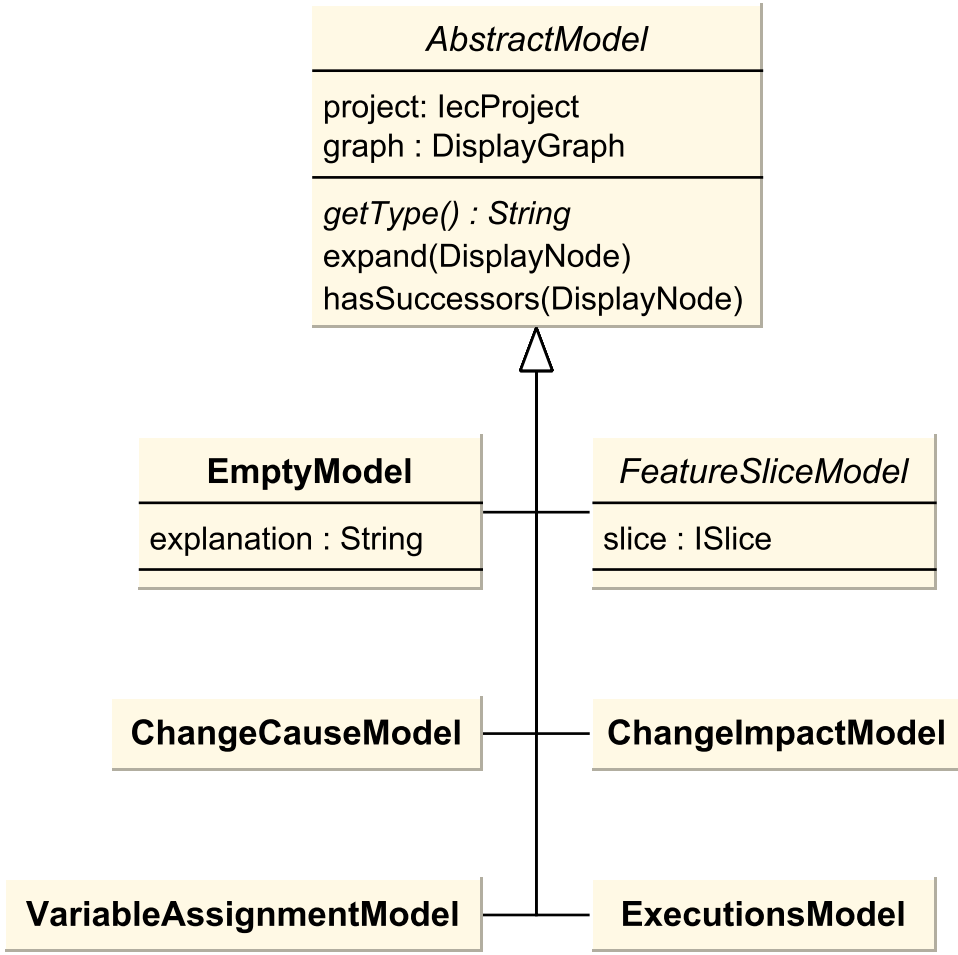 AbstractModel
project: IecProject
graph : DisplayGraph
getType() : String
expand(DisplayNode)
hasSuccessors(DisplayNode)
EmptyModel
explanation : String
FeatureSliceModel
slice : ISlice
ChangeCauseModel
ChangeImpactModel
VariableAssignmentModel
ExecutionsModel